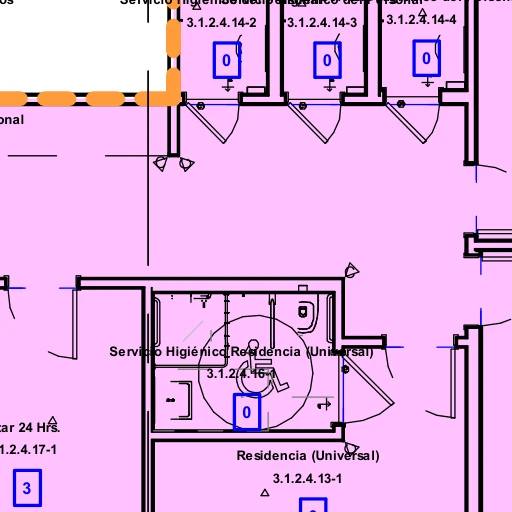 3.1.2.4.14-2
3.1.2.4.14-3
3.1.2.4.14-4
0
0
0
onal
Servicio Higiénico Residencia (Universal)
3.1.2.4.16-1
0
tar 24 Hrs.
1.2.4.17-1
3
Residencia (Universal)
3.1.2.4.13-1